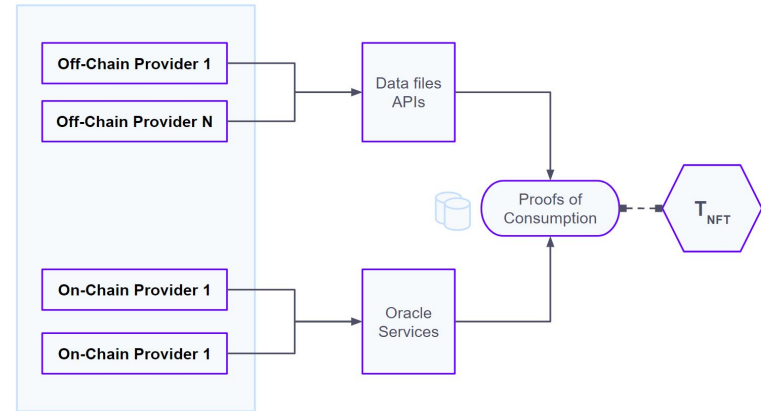 Off-Chain Provider 1
Off-Chain Provider N
Data files
APIs
Proofs of
Consumption
T NFT
On-Chain Provider 1
On-Chain Provider 1
Oracle
Services